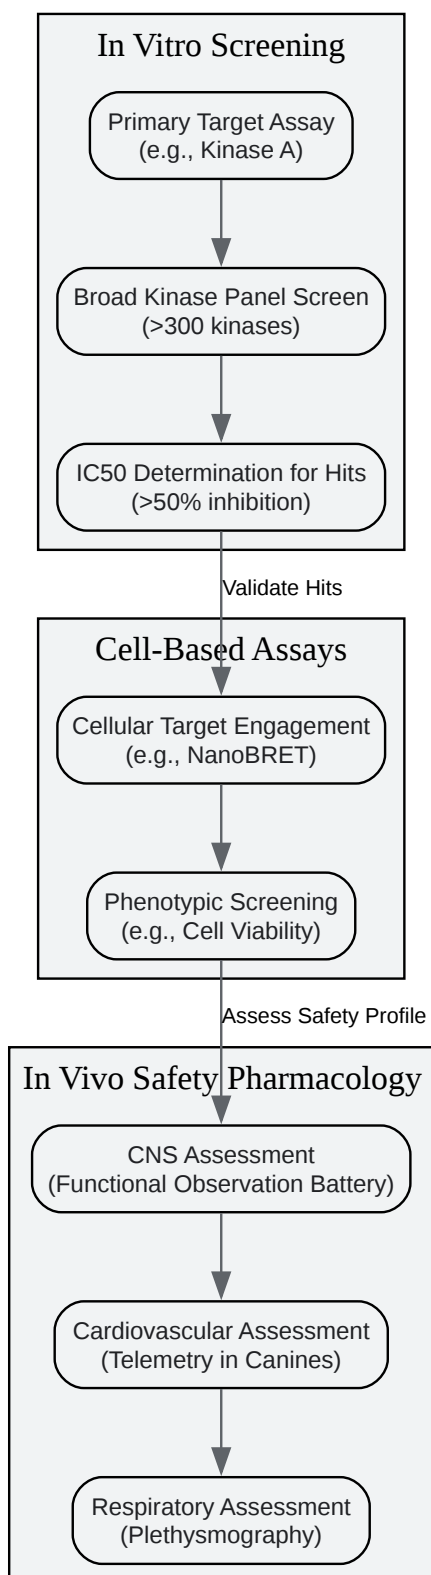 In Vitro Screening
Primary Target Assay
(e.g., Kinase A)
Broad Kinase Panel Screen
(>300 kinases)
IC50 Determination for Hits
(>50% inhibition)
Validate Hits
Cell-Based Assays
Cellular Target Engagement
(e.g., NanoBRET)
Phenotypic Screening
(e.g., Cell Viability)
Assess Safety Profile
In Vivo Safety Pharmacology
CNS Assessment
(Functional Observation Battery)
Cardiovascular Assessment
(Telemetry in Canines)
Respiratory Assessment
(Plethysmography)